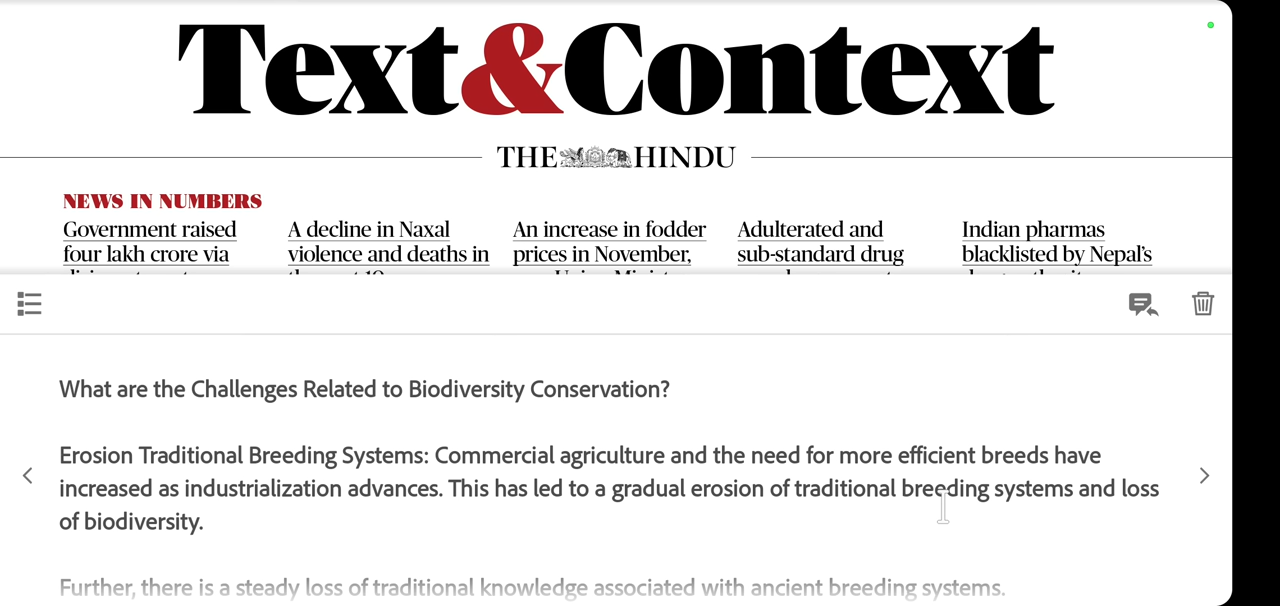 Text&Context
THE HINDU
NEWS IN NUMBERS
Government raised
four lakh crore via
A decline in Naxal
violence and deaths in
An increase in fodder
prices in November,
Adulterated and
sub-standard drug
Indian pharmas
blacklisted by Nepal's
What are the Challenges Related to Biodiversity Conservation?
Erosion Traditional Breeding Systems: Commercial agriculture and the need for more efficient breeds have
increased as industrialization advances. This has led to a gradual erosion of traditional breeding systems and loss
of biodiversity.
Further, there is a steady loss of traditional knowledge associated with ancient breeding systems.